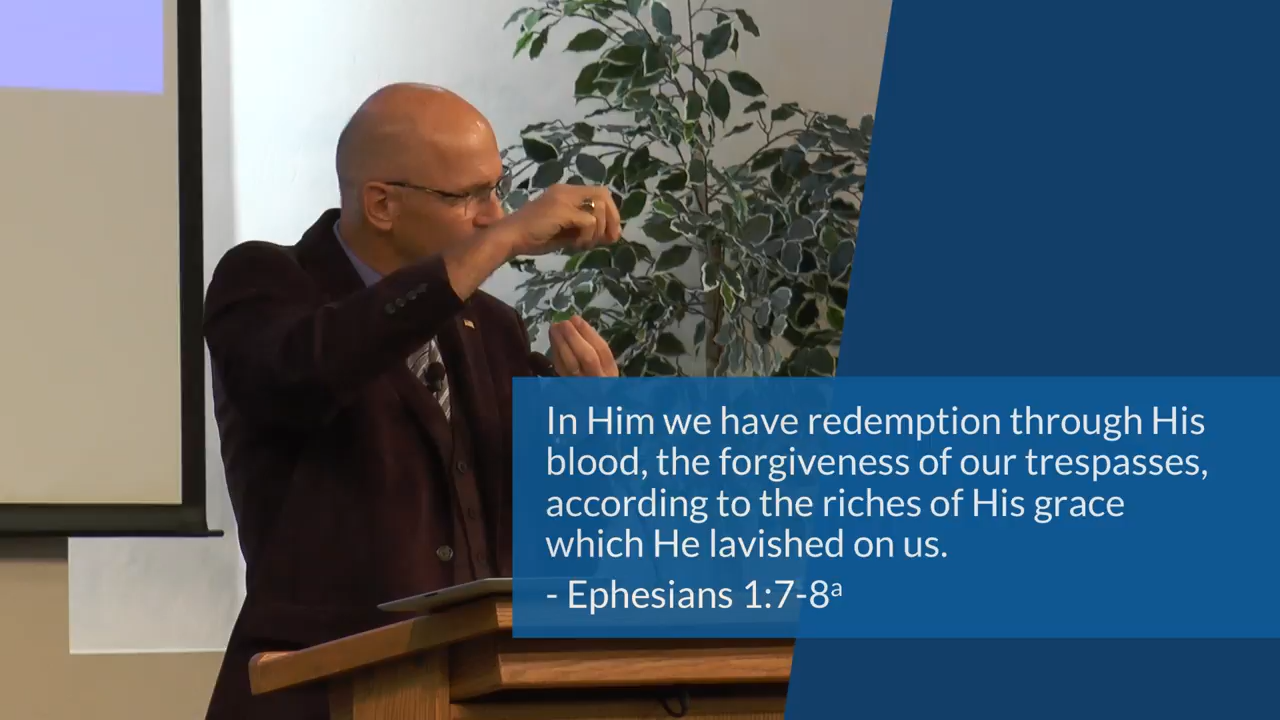 In Him we have redemption through His
blood, the forgiveness of our trespasses,
according to the riches of His grace
which He lavished on us.
- Ephesians 1:7-8ª